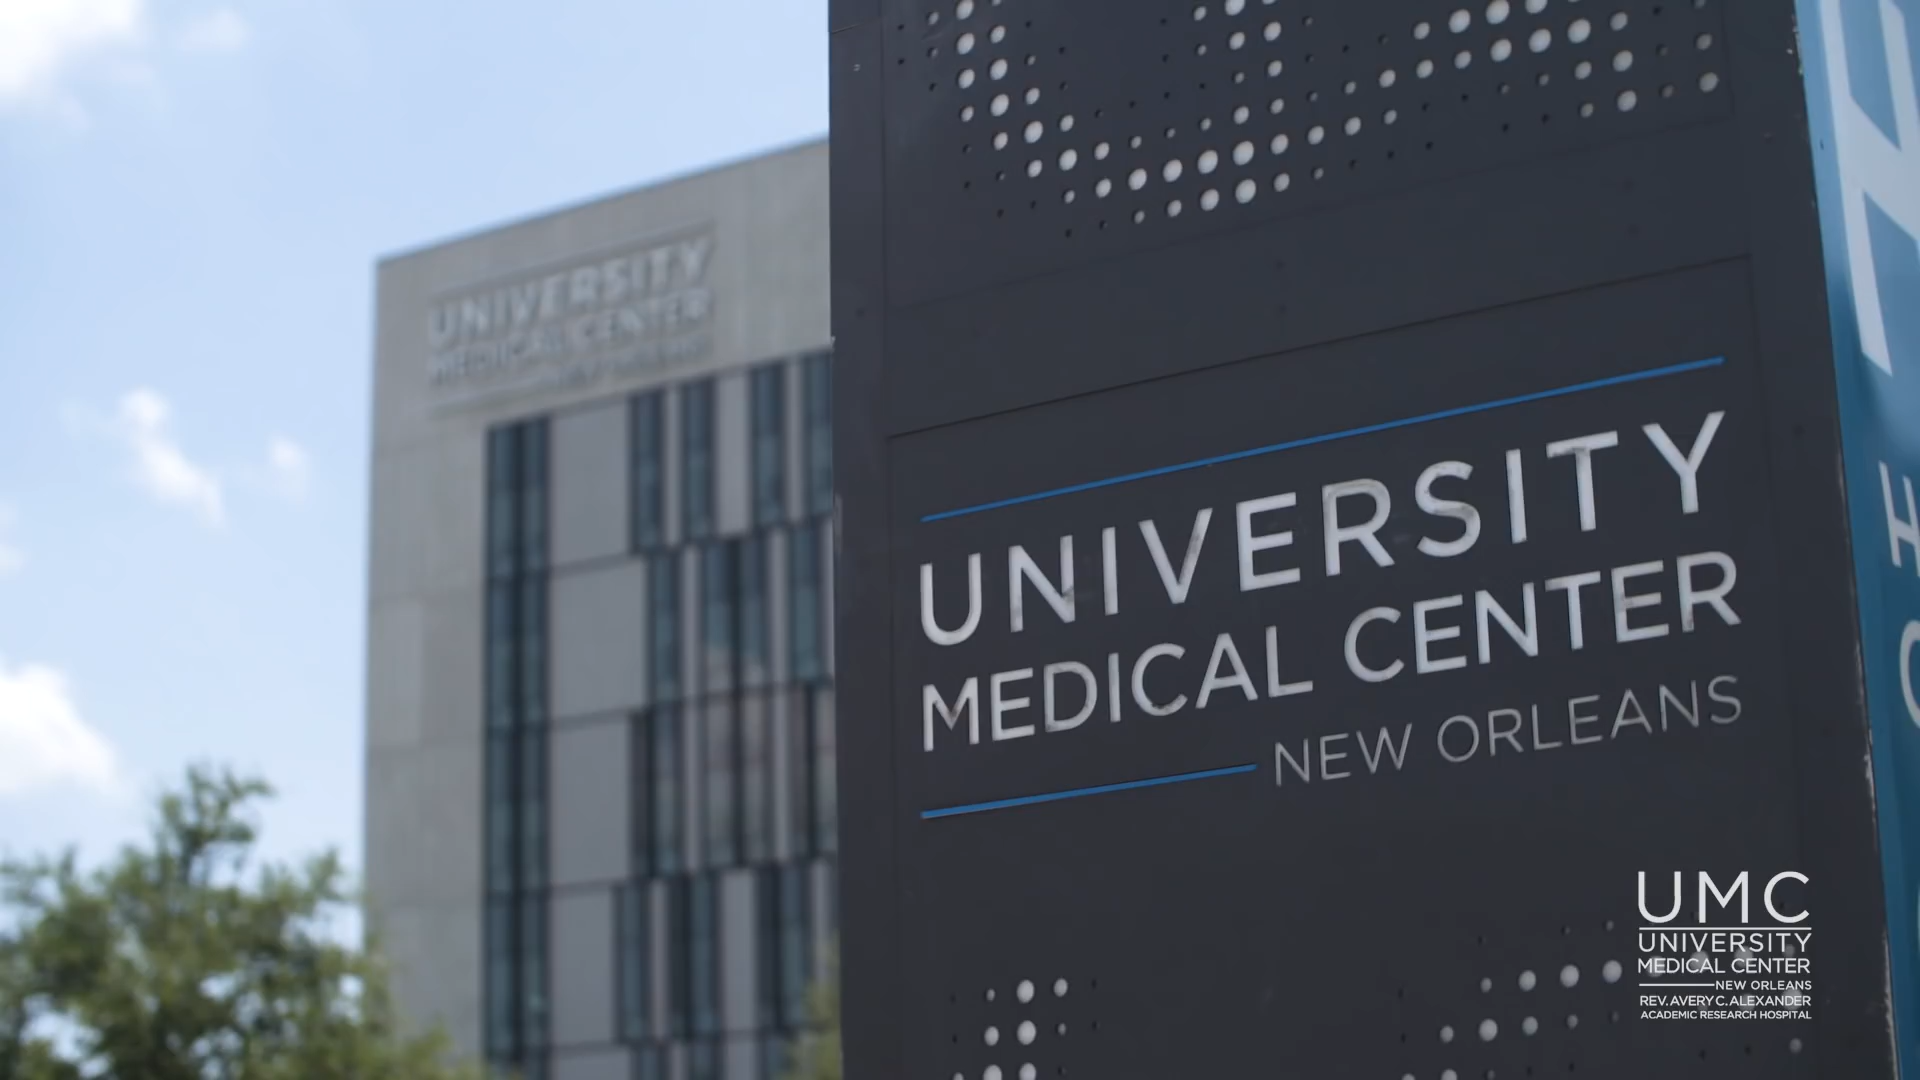 UNIVERSITY
MEDICAL CENTER
UNIVERSITY
MEDICAL CENTER
NEW ORLEANS
UMC
UNIVERSITY
MEDICAL CENTER
NEW ORLEANS
REV. AVERY C. ALEXANDER
ACADEMIC RESEARCH HOSPITAL